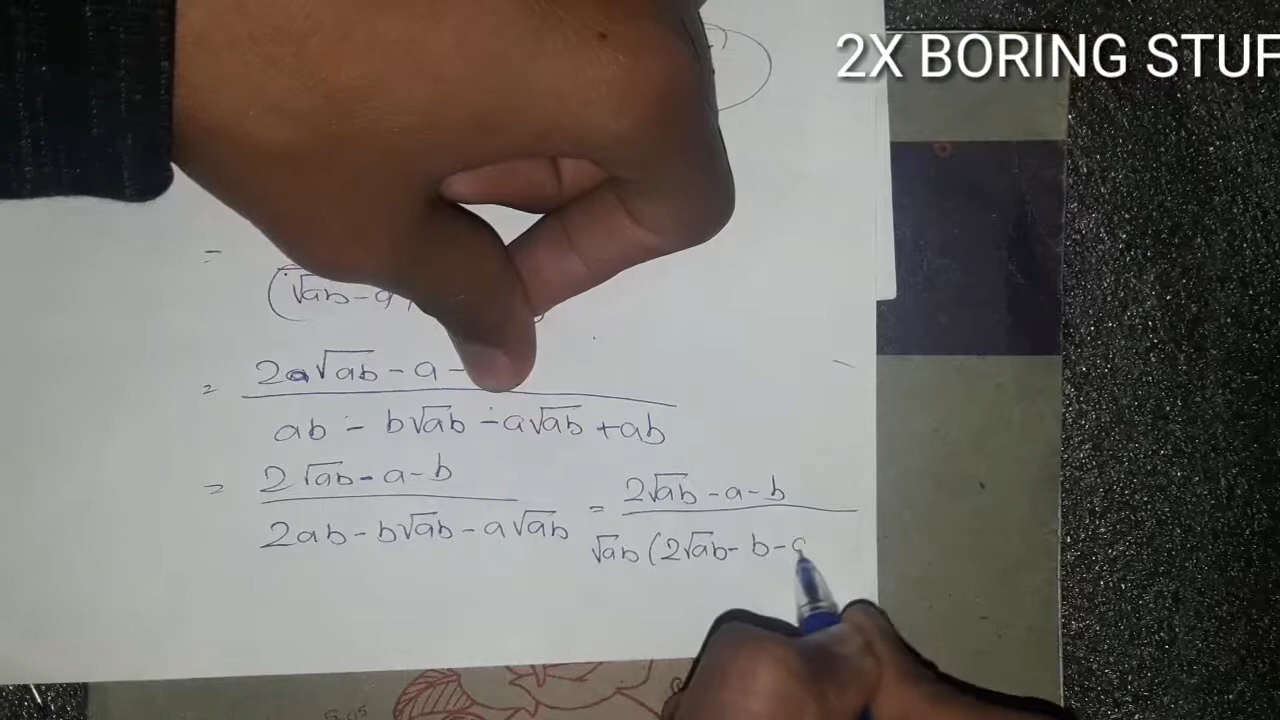 2X BORING STUF
=
(√ab - a
= 2a√ab - a -
ab - b√ab - a√ab + ab
= 2√ab - a - b
2ab - b√ab - a√ab
= 2√ab - a - b
√ab (2√ab - b - a